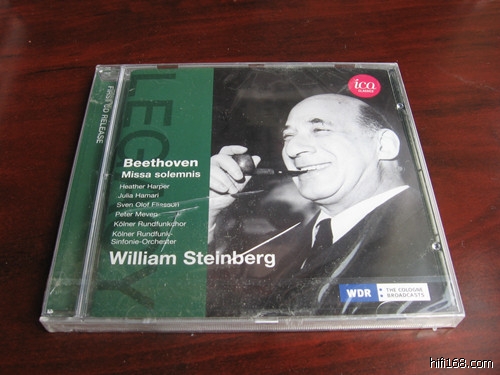 FIRST CD RELEASE
LEGACY
ica
CLASSICS
Beethoven
Missa solemnis
Heather Harper
Julia Hamari
Sven Olof Eliasson
Peter Meven
Kölner Rundfunkchor
Kölner Rundfunk-
Sinfonie-Orchester
William Steinberg
WDR
THE COLOGNE
BROADCASTS
hifi168.com